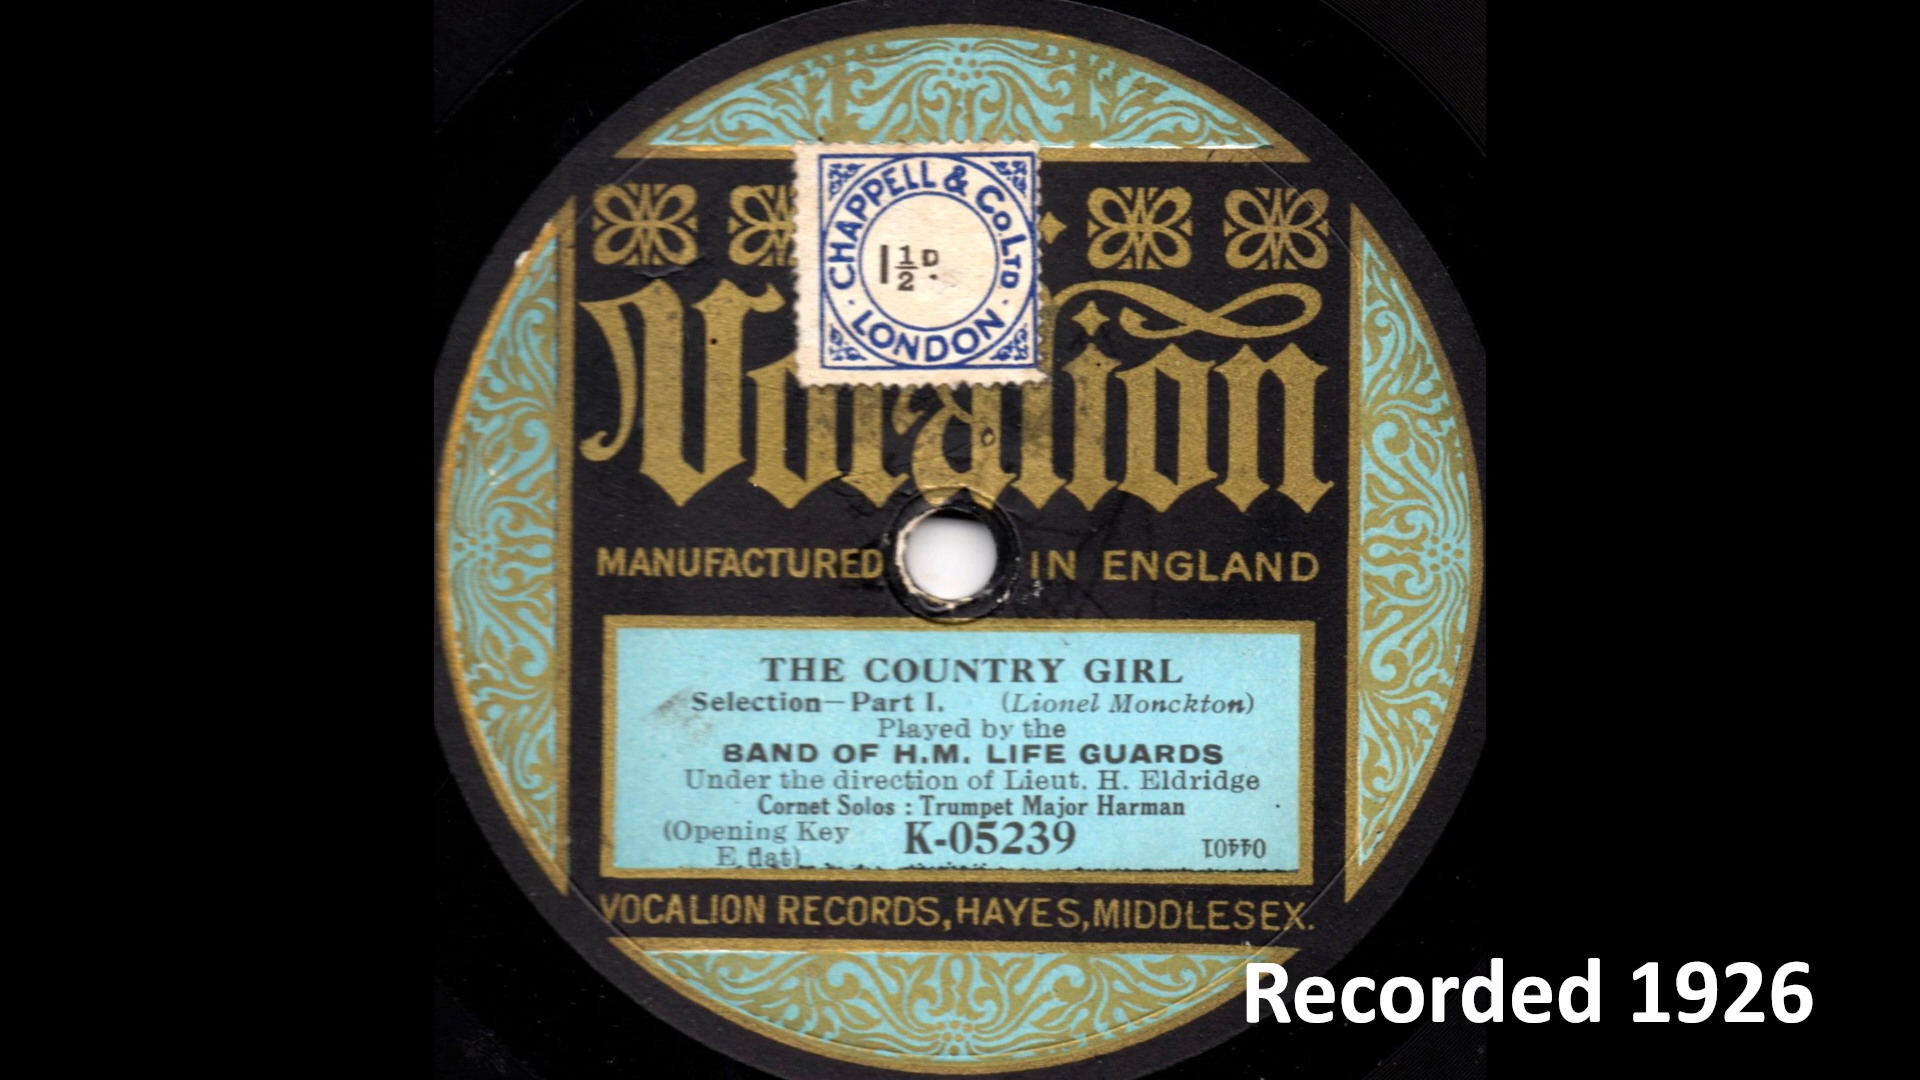 CHAPPELL & CO. LTD.
1½D.
LONDON
Vocalion
MANUFACTURED IN ENGLAND
THE COUNTRY GIRL
Selection—Part I. (Lionel Monckton)
Played by the
BAND OF H.M. LIFE GUARDS
Under the direction of Lieut. H. Eldridge
Cornet Solos : Trumpet Major Harman
(Opening Key E flat) K-05239 04401
VOCALION RECORDS, HAYES, MIDDLESEX.
Recorded 1926